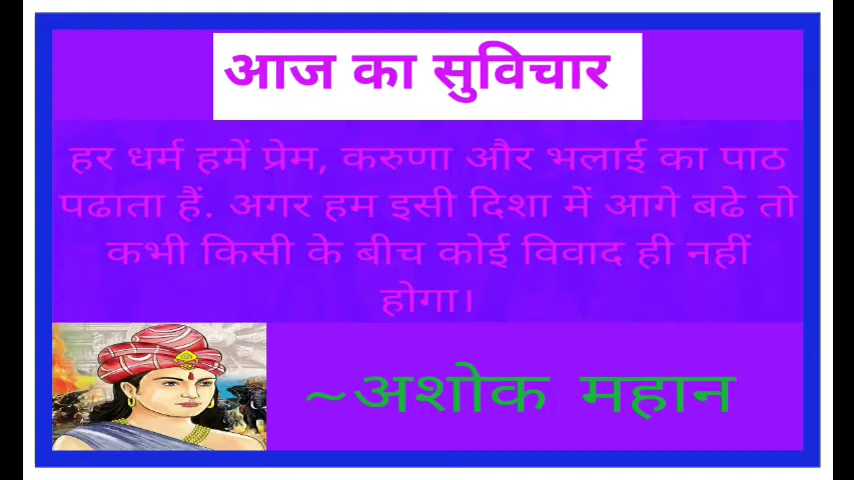 आज का सुविचार
हर धर्म हमें प्रेम, करुणा और भलाई का पाठ
पढाता हैं. अगर हम इसी दिशा में आगे बढे तो
कभी किसी के बीच कोई विवाद ही नहीं
होगा।
~अशोक महान